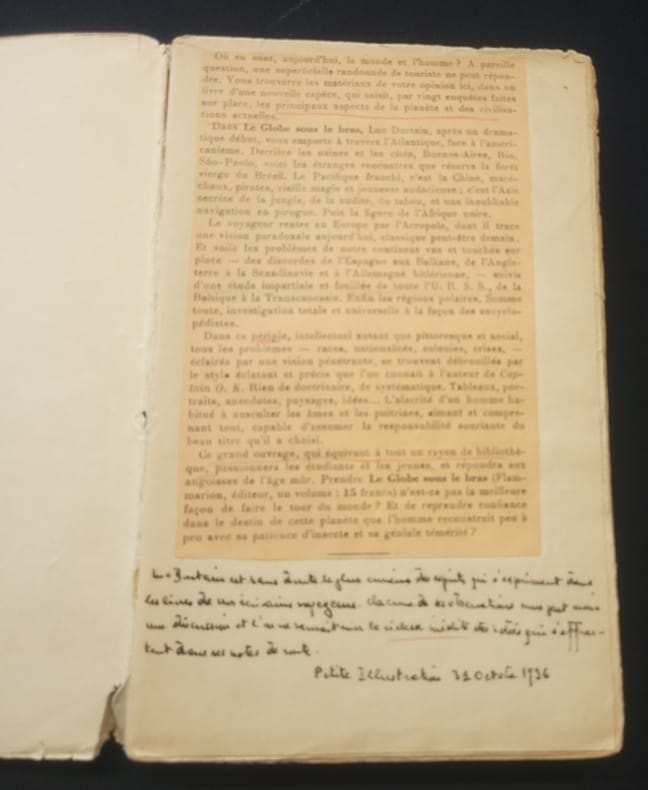 Où en sont, aujourd'hui, le monde et l'homme ? A pareille
question, une superficielle randonnée de touriste ne peut répon-
dre. Vous trouverez les matériaux de votre opinion ici, dans un
livre d'une nouvelle espèce, qui saisit, par vingt enquêtes faites
sur place, les principaux aspects de la planète et des civilisa-
tions actuelles.
Dans Le Globe sous le bras, Luc Durtain, après un drama-
tique début, vous emporte à travers l'Atlantique, face à l'améri-
canisme. Derrière les usines et les cités, Buenos-Aires, Rio,
São-Paolo, voici les étranges rencontres que réserve la forêt
vierge du Brésil. Le Pacifique franchi, c'est la Chine, maré-
chaux, pirates, vieille magie et jeunesse audacieuse ; c'est l'Asie
secrète de la jungle, de la nudité, du tabou, et une inoubliable
navigation en pirogue. Puis la figure de l'Afrique noire.
Le voyageur rentre en Europe par l'Acropole, dont il trace
une vision paradoxale aujourd'hui, classique peut-être demain.
Et voilà les problèmes de notre continent vus et touchés sur
place — des discordes de l'Espagne aux Balkans, de l'Angle-
terre à la Scandinavie et à l'Allemagne hitlérienne, — suivis
d'une étude impartiale et fouillée de toute l'U. R. S. S., de la
Baltique à la Transcaucasie. Enfin les régions polaires. Somme
toute, investigation totale et universelle à la façon des encyclo-
pédistes.
Dans ce périple, intellectuel autant que pittoresque et social,
tous les problèmes — races, nationalités, colonies, crises, —
éclairés par une vision pénétrante, se trouvent débrouillés par
le style éclatant et précis que l'on connaît à l'auteur de Cap-
tain O. K. Rien de doctrinaire, de systématique. Tableaux, por-
traits, anecdotes, paysages, idées... L'alacrité d'un homme ha-
bitué à ausculter les âmes et les poitrines, aimant et compre-
nant tout, capable d'assumer la responsabilité souriante du
beau titre qu'il a choisi.
Ce grand ouvrage, qui équivaut à tout un rayon de bibliothè-
que, passionnera les étudiants et les jeunes, et répondra aux
angoisses de l'âge mûr. Prendre Le Globe sous le bras (Flam-
marion, éditeur, un volume : 15 francs) n'est-ce pas la meilleure
façon de faire le tour du monde ? Et de reprendre confiance
dans le destin de cette planète que l'homme reconstruit peu à
peu avec sa patience d'insecte et sa géniale témérité ?
Luc Durtain est sans doute le plus curieux des esprits qui s'expriment dans
les livres de nos écrivains voyageurs. Chacune de ses observations
une discussion et l'on sur la richesse inédite des idées qui s'affron-
tent dans ses notes de route.
Petite Illustration 31 Octobre 1936